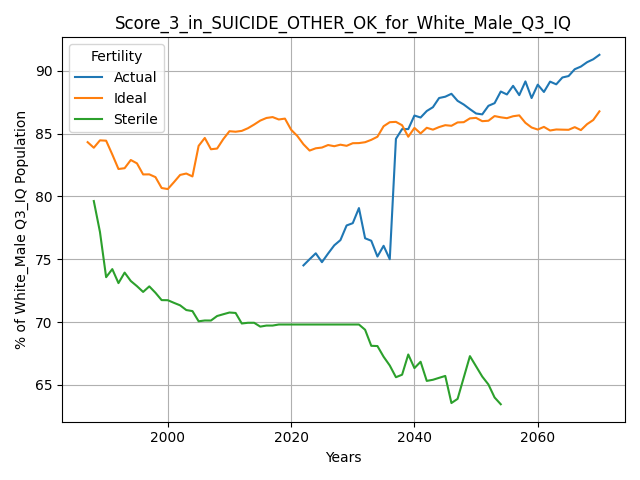 Score_3_in_SUICIDE_OTHER_OK_for_White_Male_Q3_IQ
Fertility
Actual
Ideal
Sterile
% of White_Male Q3_IQ Population
90
85
80
75
70
65
2000
2020
2040
2060
Years